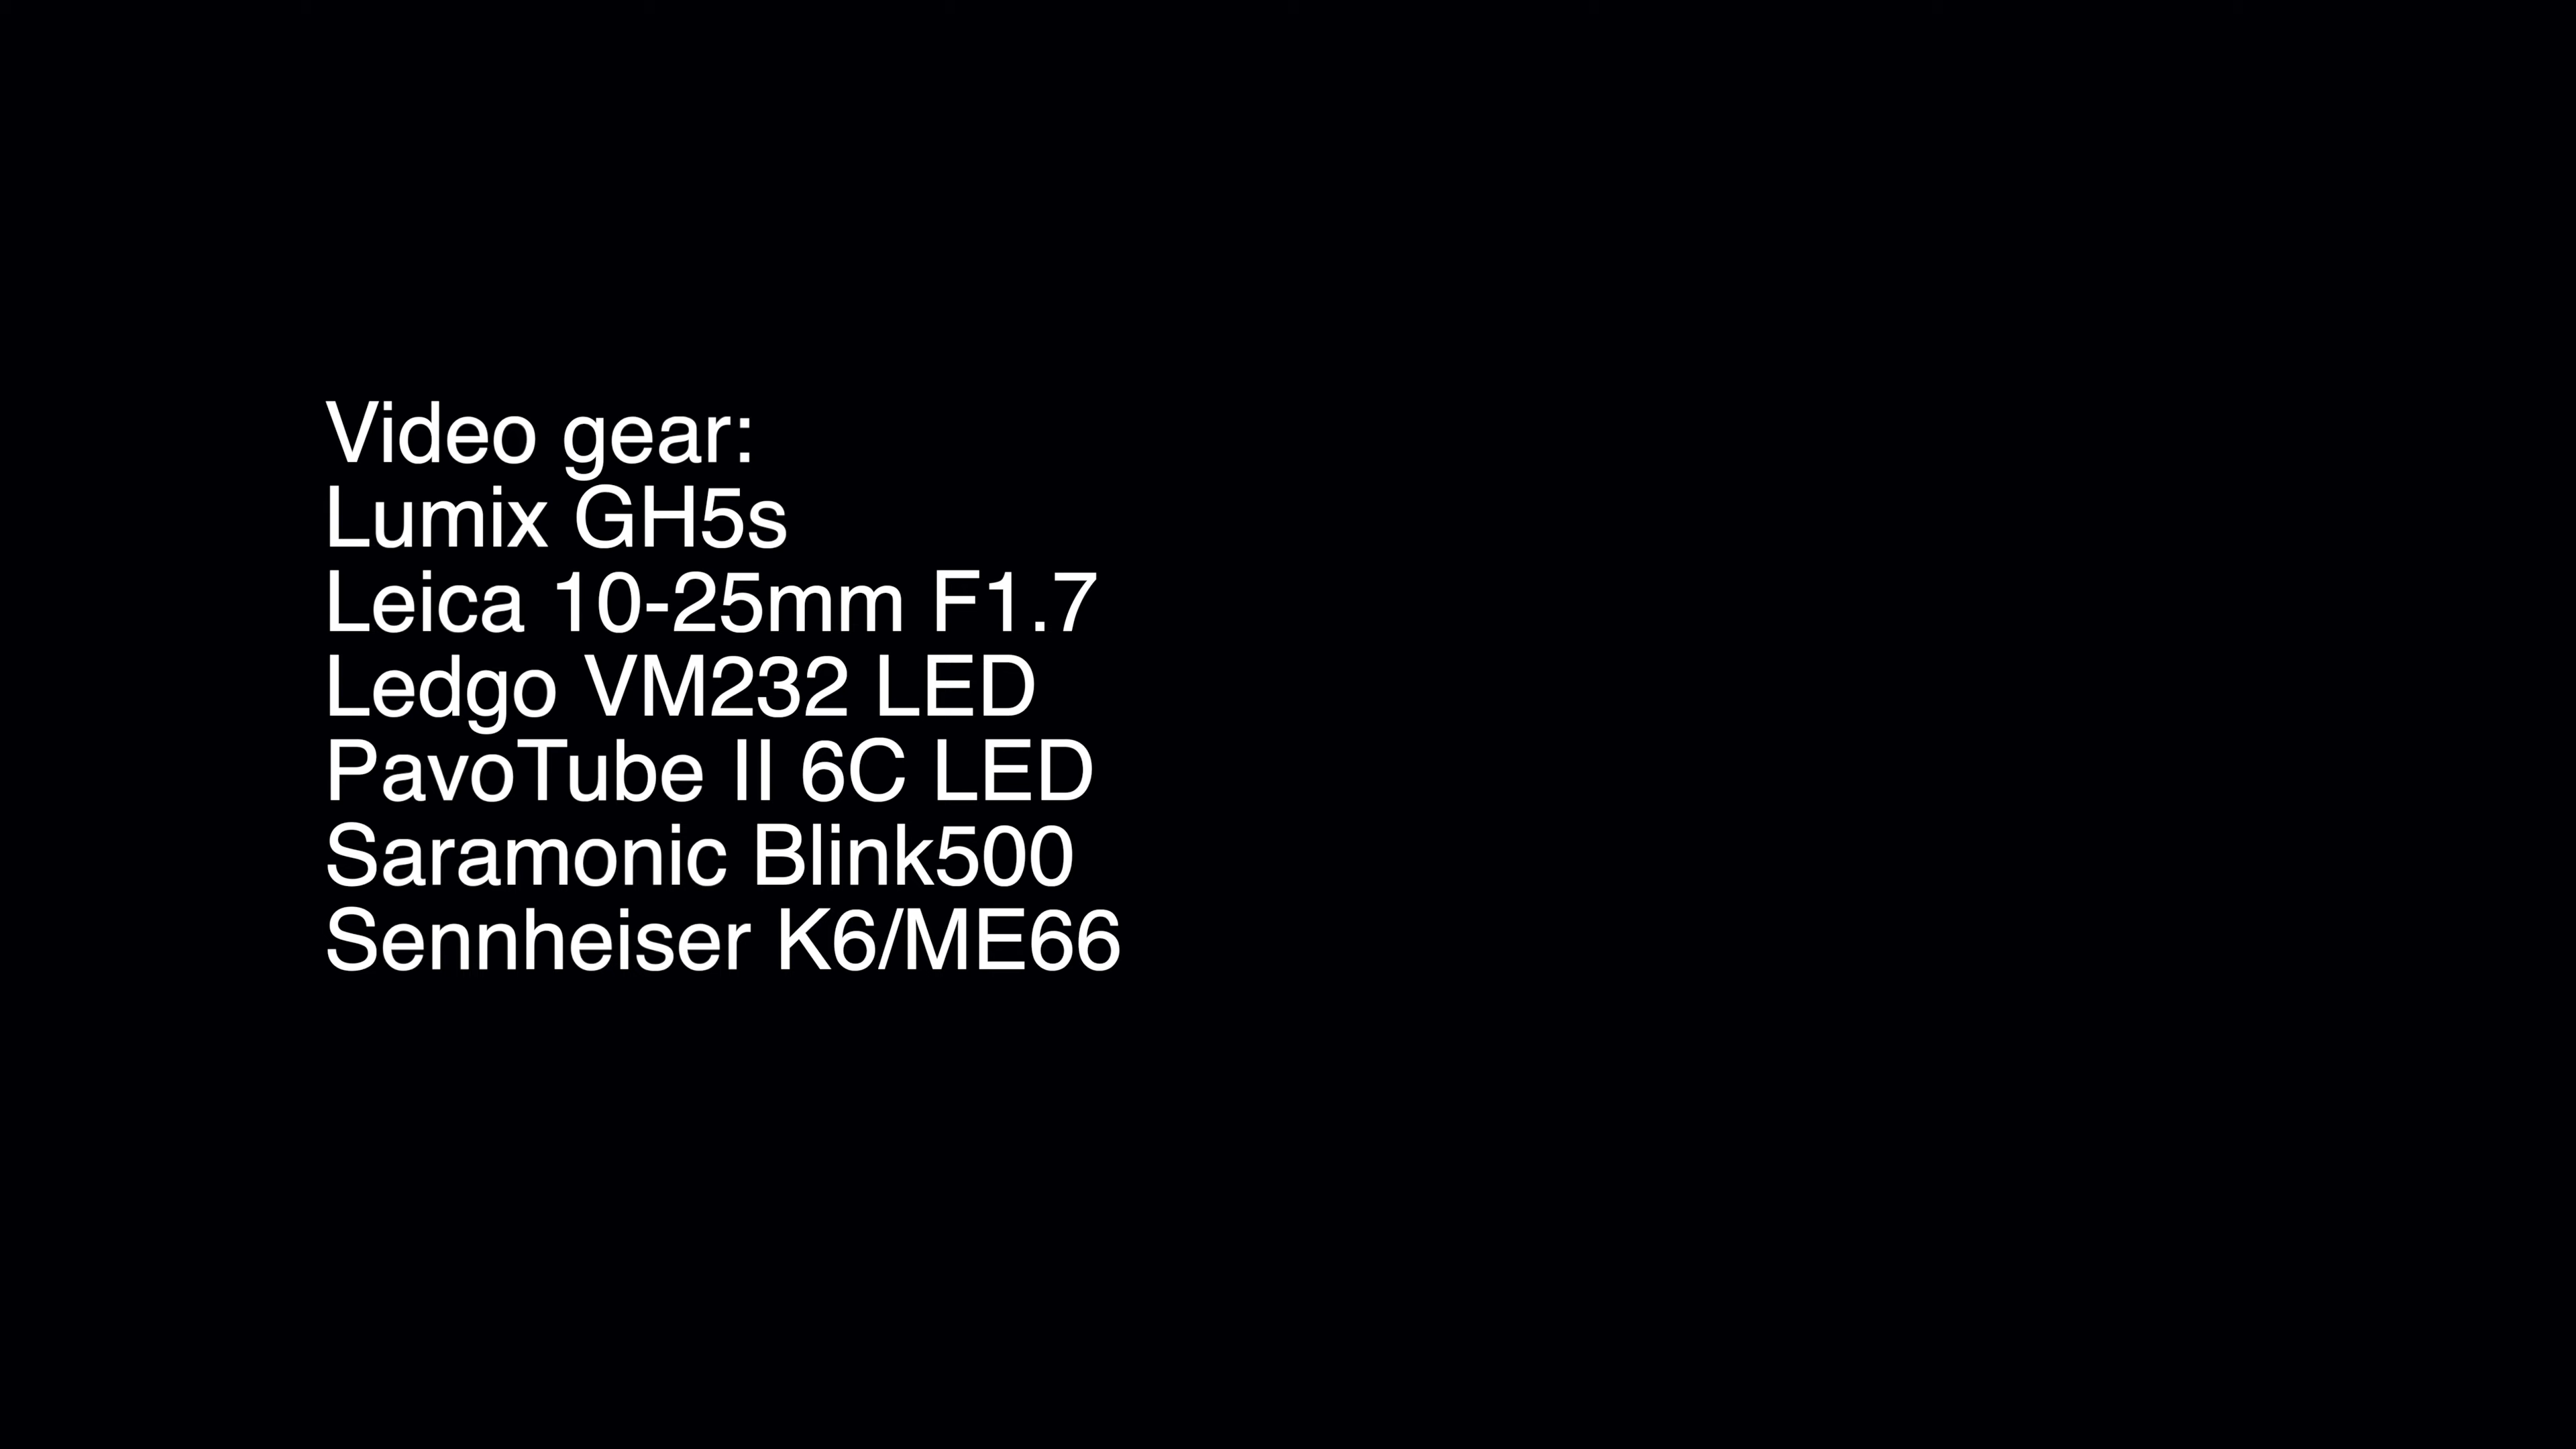 Video gear:
Lumix GH5s
Leica 10-25mm F1.7
Ledgo VM232 LED
PavoTube II 6C LED
Saramonic Blink500
Sennheiser K6/ME66